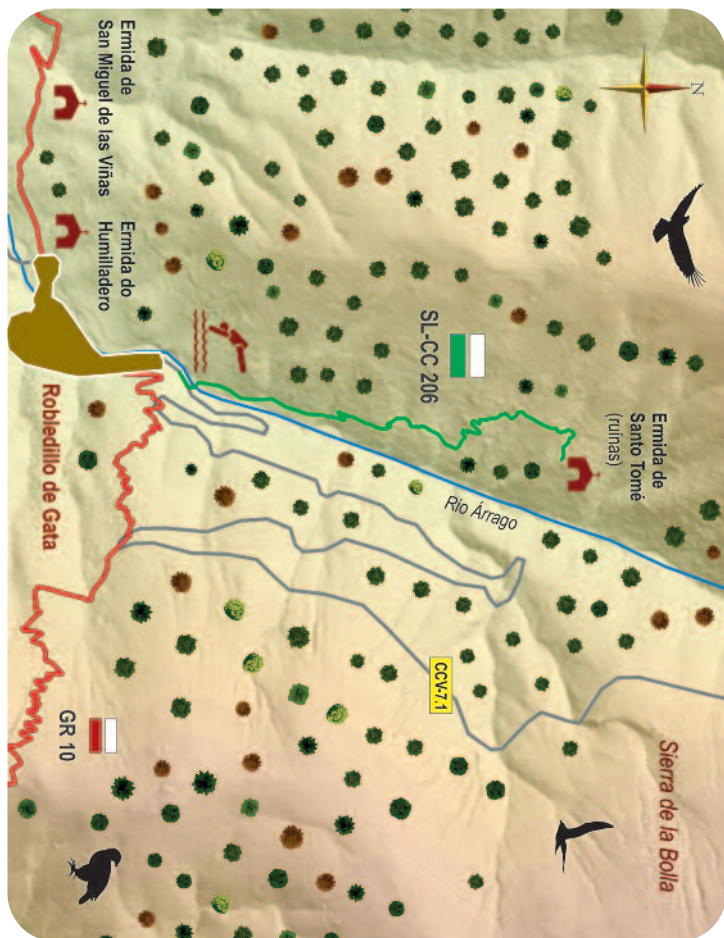 Ermida de
San Miguel de las Viñas
Ermida do
Humilladero
N
SL-CC 206
Ermida de
Santo Tomé
(ruinas)
Rio Árrago
Robledillo de Gata
CCV-7.1
GR 10
Sierra de la Bolla